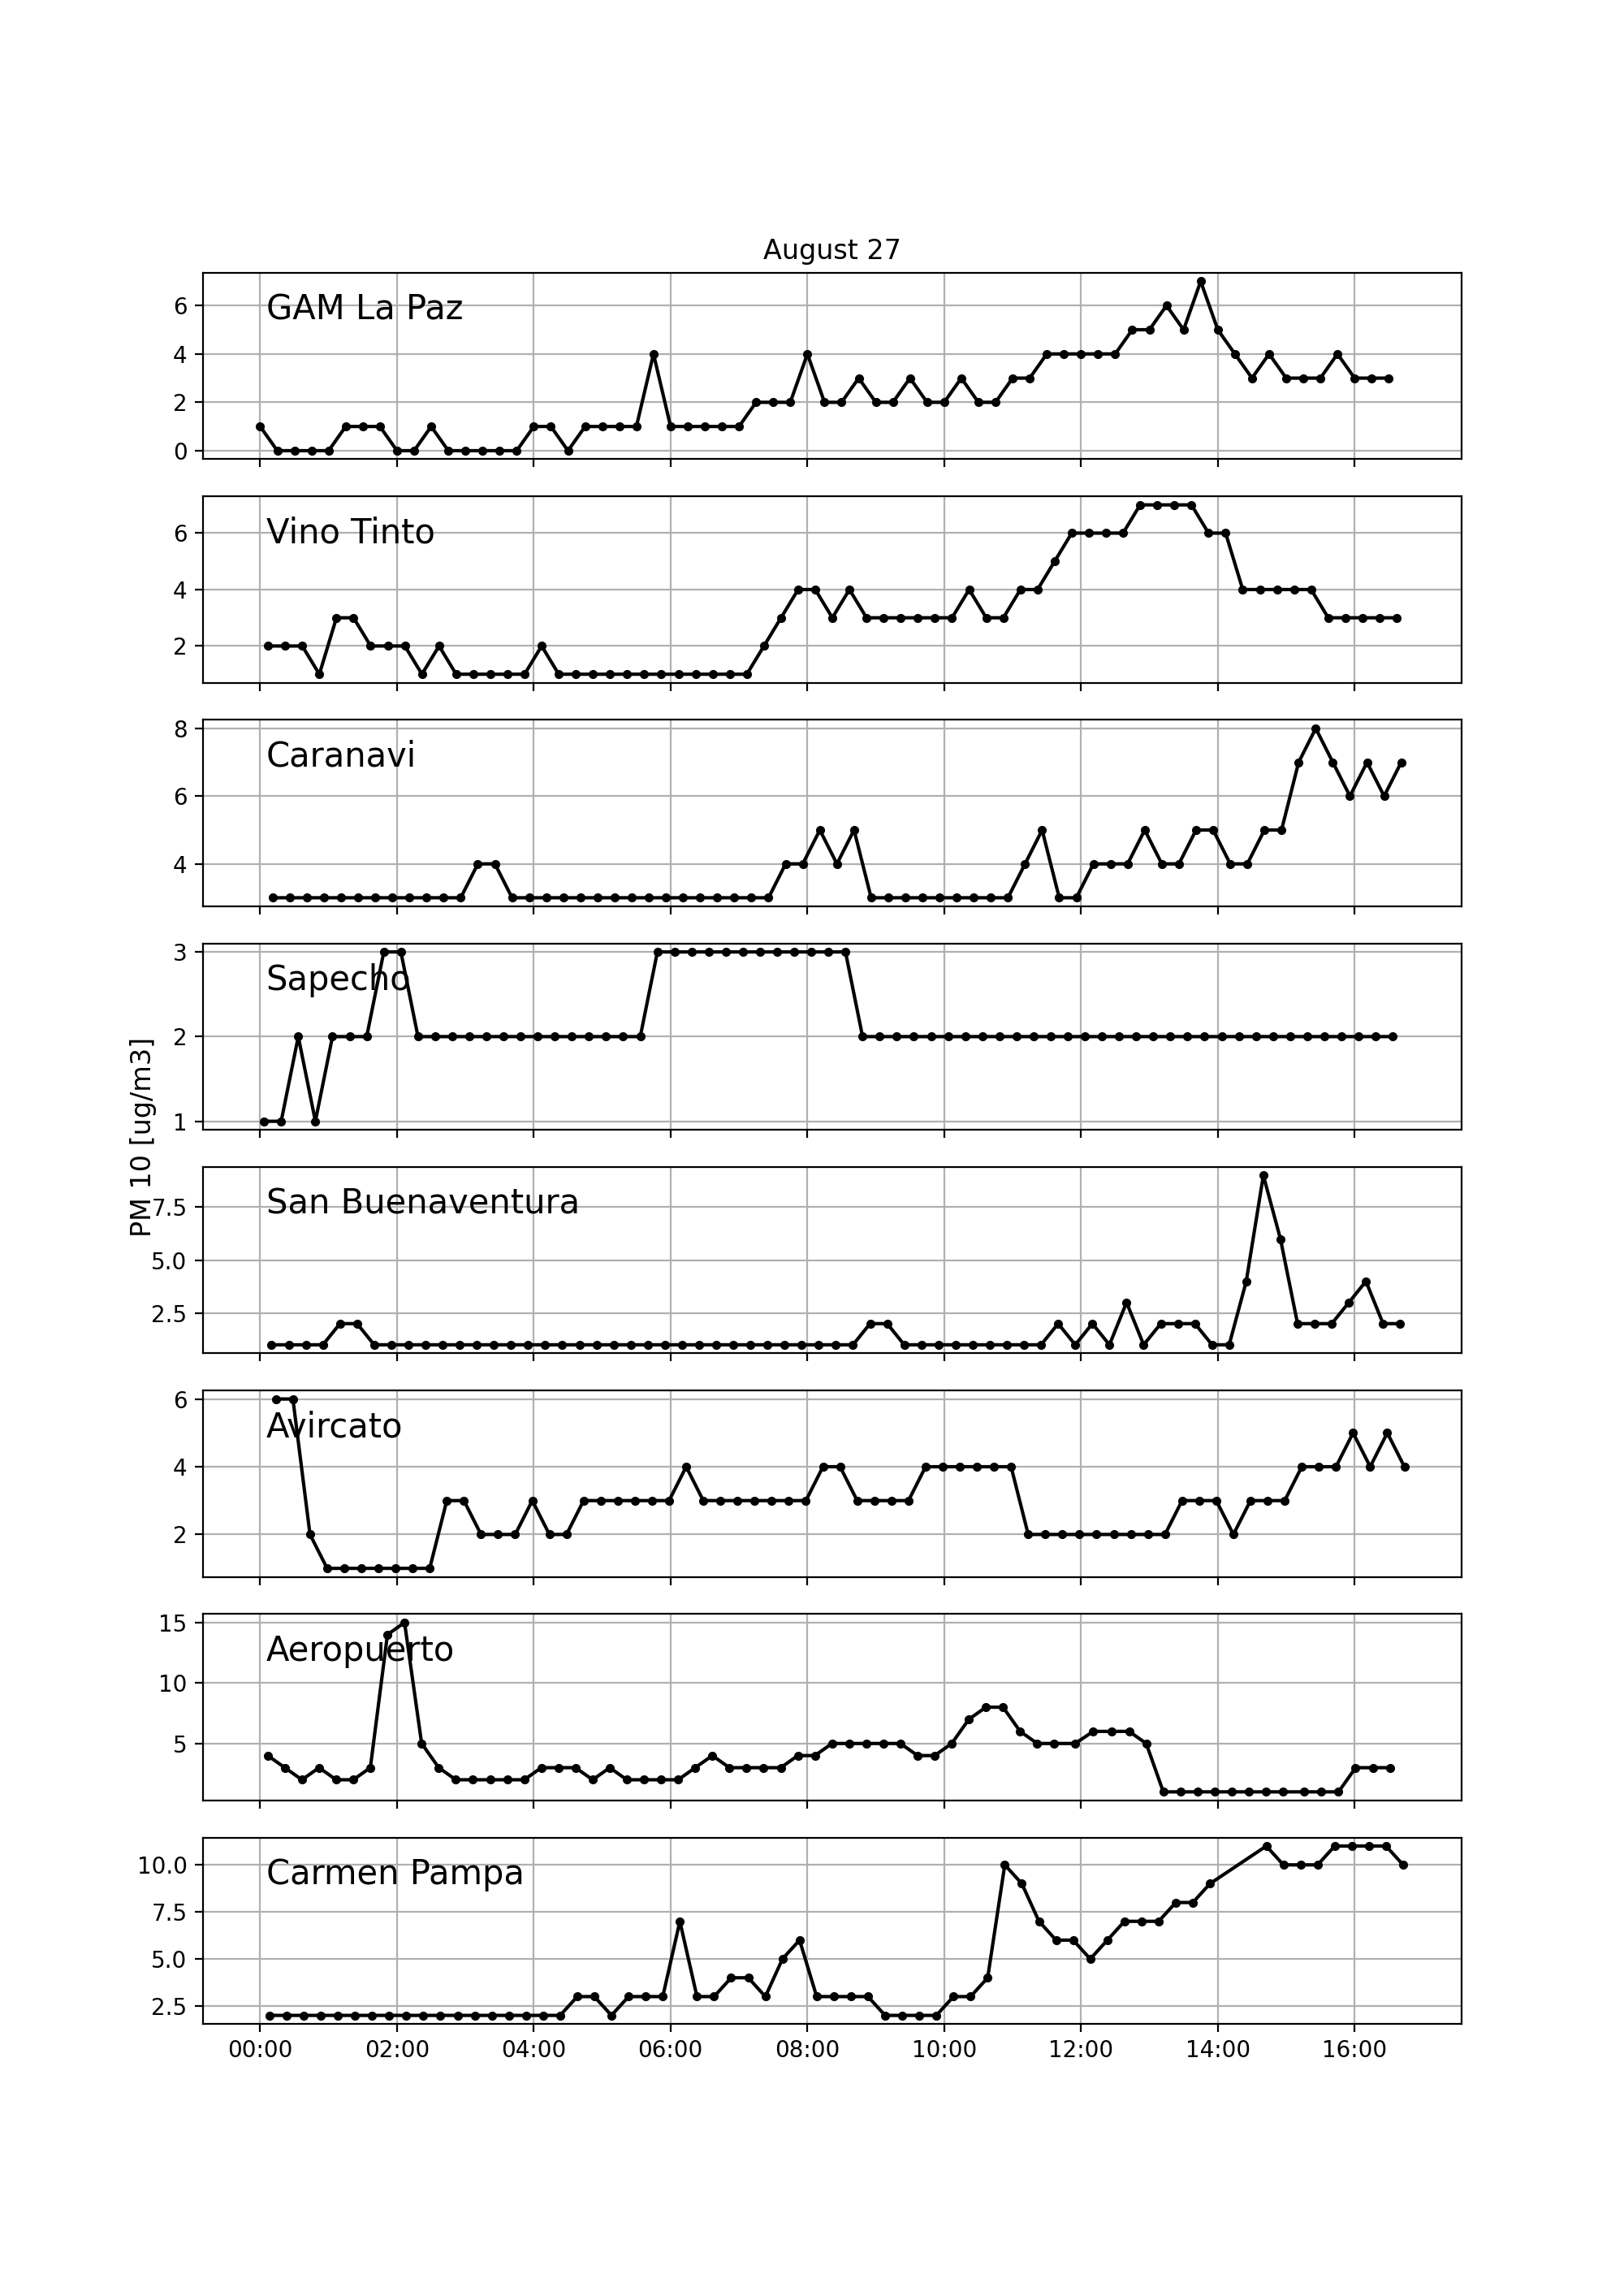 August 27
GAM La Paz
6
4
2
0
Vino Tinto
6
4
2
Caranavi
8
6
4
Sapecho
3
2
1
PM 10 [ug/m3]
San Buenaventura
7.5
5.0
2.5
Avircato
6
4
2
Aeropuerto
15
10
5
Carmen Pampa
10.0
7.5
5.0
2.5
00:00 02:00 04:00 06:00 08:00 10:00 12:00 14:00 16:00